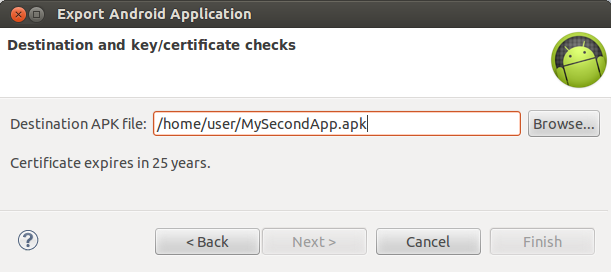 Export Android Application
Destination and key/certificate checks
Destination APK file: /home/user/MySecondApp.apk Browse...
Certificate expires in 25 years.
? < Back Next > Cancel Finish